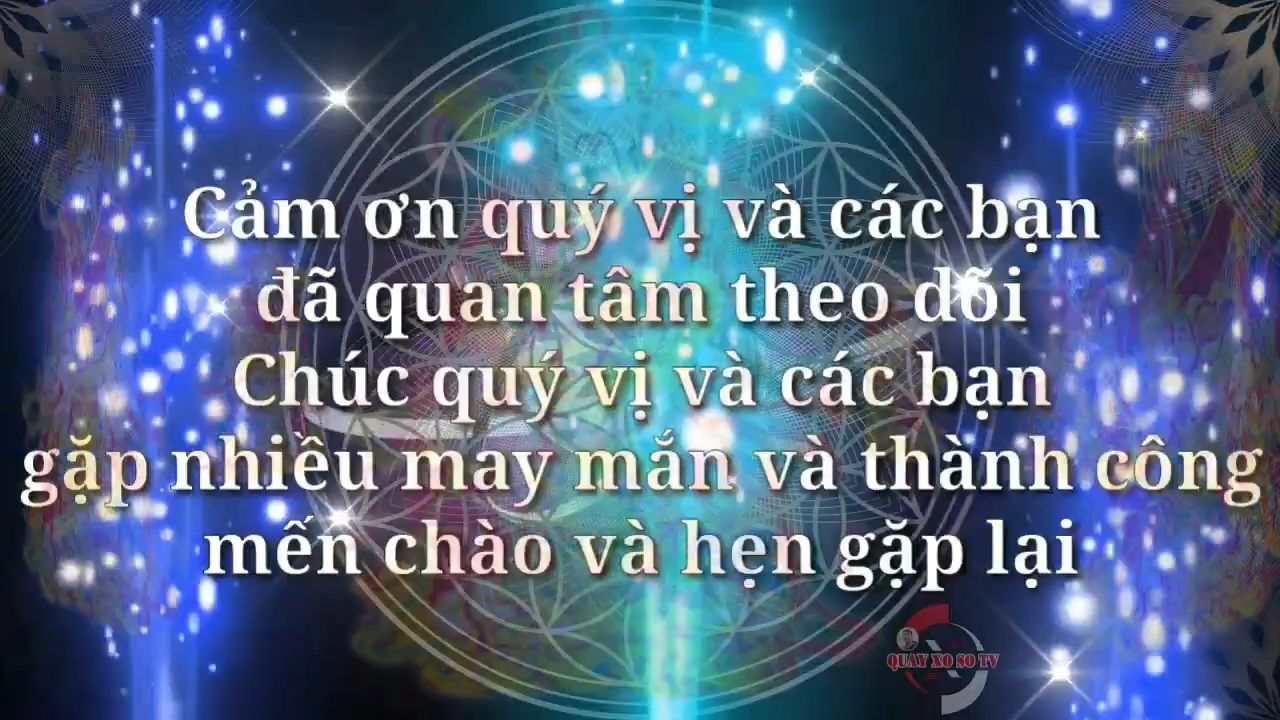 Cảm ơn quý vị và các bạn
đã quan tâm theo dõi
Chúc quý vị và các bạn
gặp nhiều may mắn và thành công
mến chào và hẹn gặp lại
QUAY XO SO TV